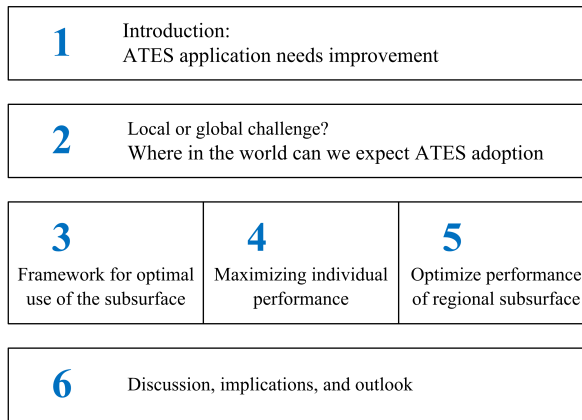 1
Introduction:
ATES application needs improvement
2
Local or global challenge?
Where in the world can we expect ATES adoption
3
Framework for optimal
use of the subsurface
4
Maximizing individual
performance
5
Optimize performance
of regional subsurface
6
Discussion, implications, and outlook